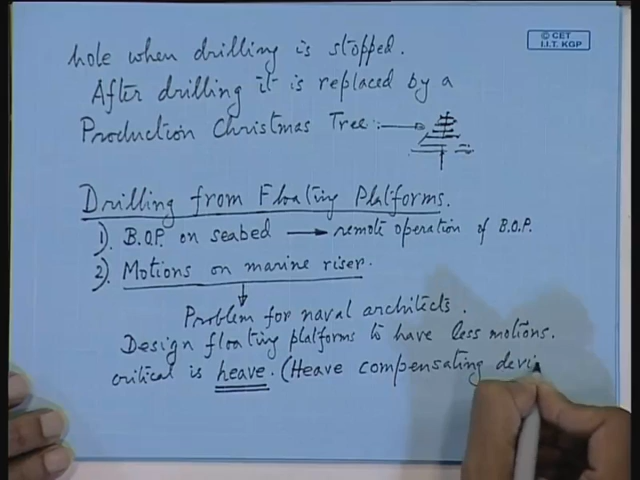 © CET
I.I.T. KGP
hole when drilling is stopped.
After drilling it is replaced by a
Production Christmas Tree :
Drilling from Floating Platforms.
1). B.O.P. on seabed → remote operation of B.O.P.
2). Motions on marine riser.
Problem for naval architects.
Design floating platforms to have less motions.
critical is heave. (Heave compensating devi